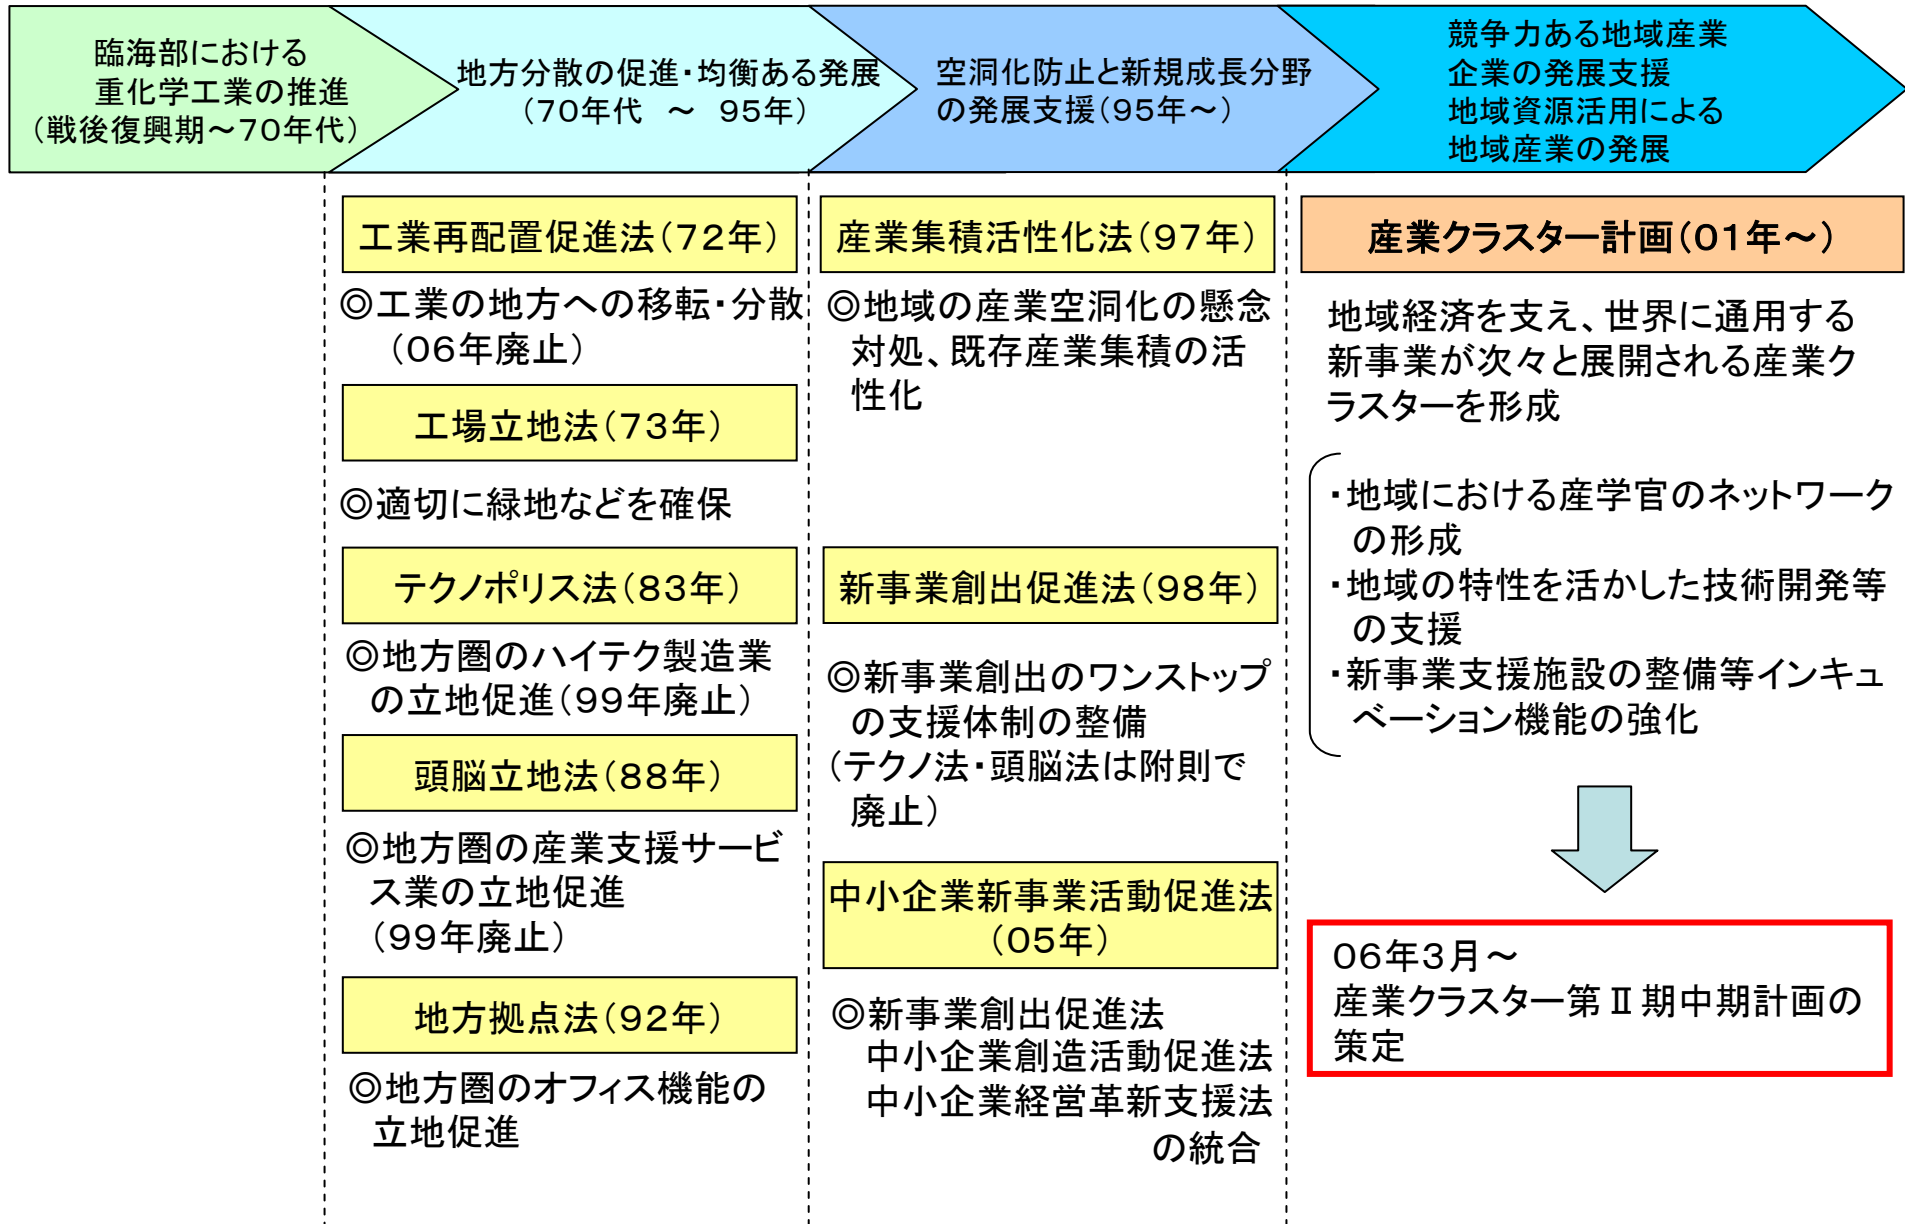 臨海部における
重化学工業の推進
（戦後復興期～７０年代）
地方分散の促進・均衡ある発展
（７０年代　～　９５年）
空洞化防止と新規成長分野
の発展支援（９５年～）
競争力ある地域産業
企業の発展支援
地域資源活用による
地域産業の発展
工業再配置促進法（７２年）
◎工業の地方への移転・分散
（０６年廃止）
工場立地法（７３年）
◎適切に緑地などを確保
テクノポリス法（８３年）
◎地方圏のハイテク製造業
の立地促進（９９年廃止）
頭脳立地法（８８年）
◎地方圏の産業支援サービ
ス業の立地促進
（９９年廃止）
地方拠点法（９２年）
◎地方圏のオフィス機能の
立地促進
産業集積活性化法（９７年）
◎地域の産業空洞化の懸念
対処、既存産業集積の活
性化
新事業創出促進法（９８年）
◎新事業創出のワンストップ
の支援体制の整備
（テクノ法・頭脳法は附則で
廃止）
中小企業新事業活動促進法
（０５年）
◎新事業創出促進法
中小企業創造活動促進法
中小企業経営革新支援法
の統合
産業クラスター計画（０１年～）
地域経済を支え、世界に通用する
新事業が次々と展開される産業ク
ラスターを形成
・地域における産学官のネットワーク
の形成
・地域の特性を活かした技術開発等
の支援
・新事業支援施設の整備等インキュ
ベーション機能の強化
０６年３月～
産業クラスター第Ⅱ期中期計画の
策定